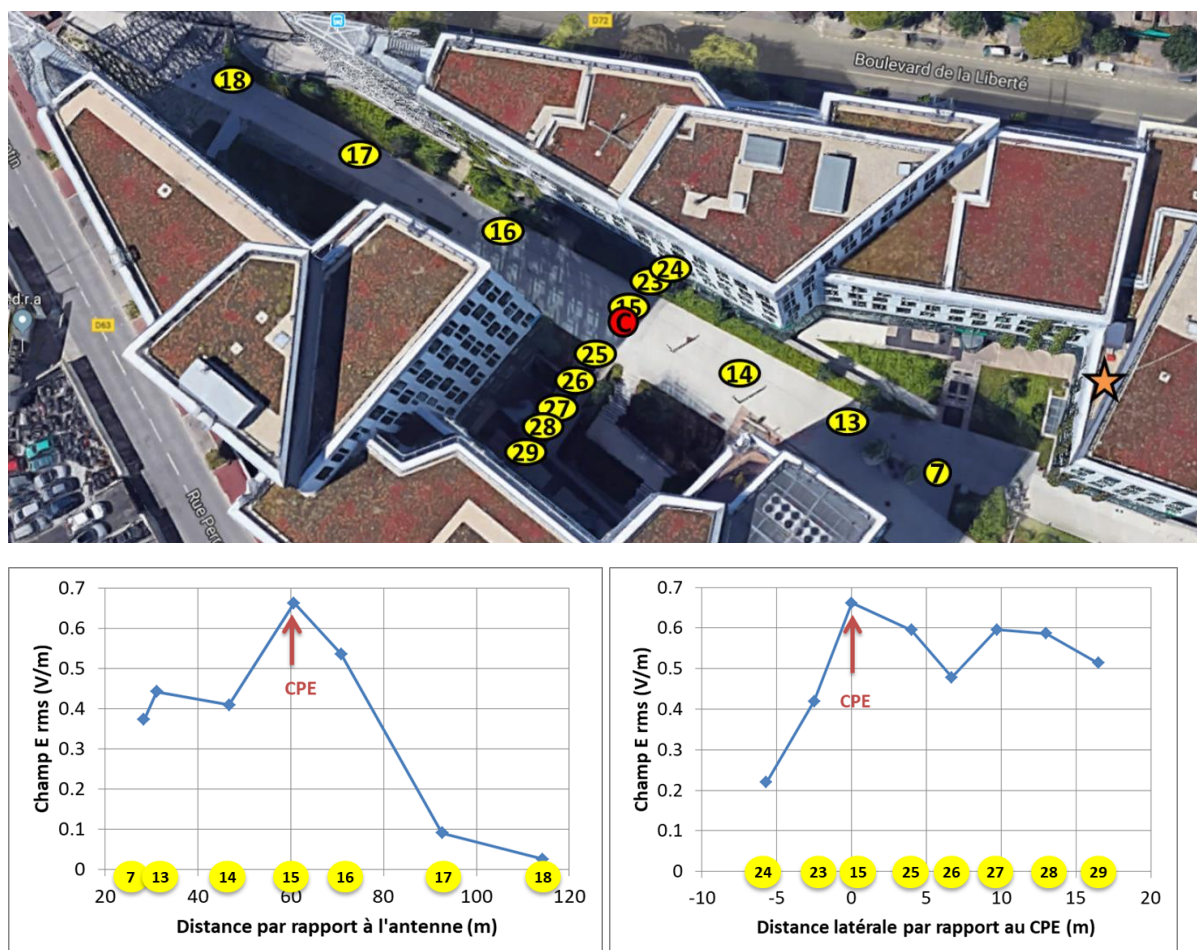 D72
Boulevard de la Liberté
18
17
16
24
23
15
C
25
14
26
27
28
29
13
7
d.r.a
D63
Rue Perr
0.7
0.6
0.5
0.4
0.3
0.2
0.1
0
Champ E rms (V/m)
CPE
7 13 14 15 16 17 18
20 40 60 80 100 120
Distance par rapport à l'antenne (m)
0.7
0.6
0.5
0.4
0.3
0.2
0.1
0
Champ E rms (V/m)
CPE
24 23 15 25 26 27 28 29
-10 -5 0 5 10 15 20
Distance latérale par rapport au CPE (m)